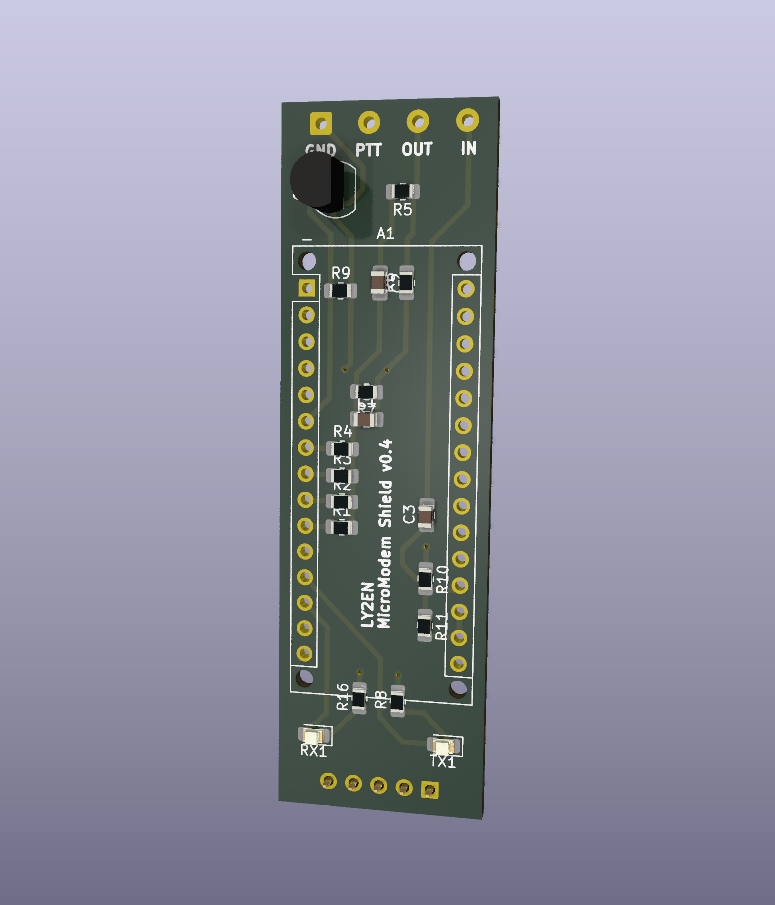 GND PTT OUT IN
R5
A1
R9
R7
R4
C3
R10
R11
LY2EN
MicroModem Shield v0.4
R16
R8
RX1
TX1